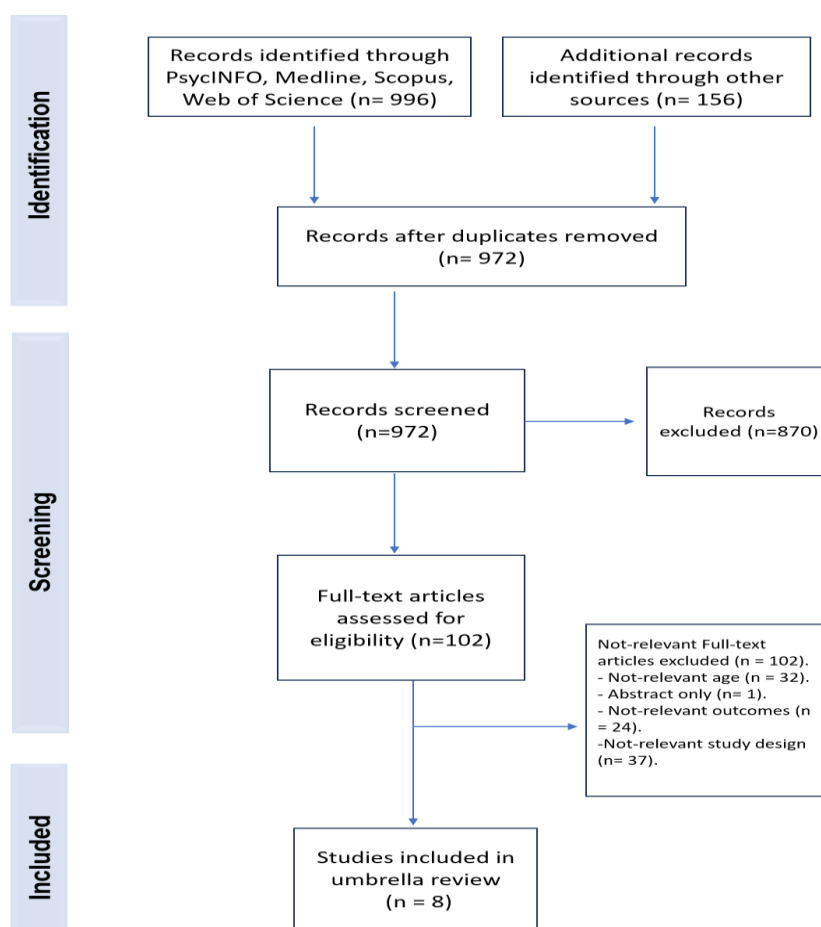 Identification
Records identified through
PsycINFO, Medline, Scopus,
Web of Science (n= 996)
Additional records
identified through other
sources (n= 156)
Records after duplicates removed
(n= 972)
Screening
Records screened
(n=972)
Records
excluded (n=870)
Full-text articles
assessed for
eligibility (n=102)
Not-relevant Full-text
articles excluded (n = 102).
- Not-relevant age (n = 32).
- Abstract only (n= 1).
- Not-relevant outcomes (n
= 24).
-Not-relevant study design
(n= 37).
Included
Studies included in
umbrella review
(n = 8)